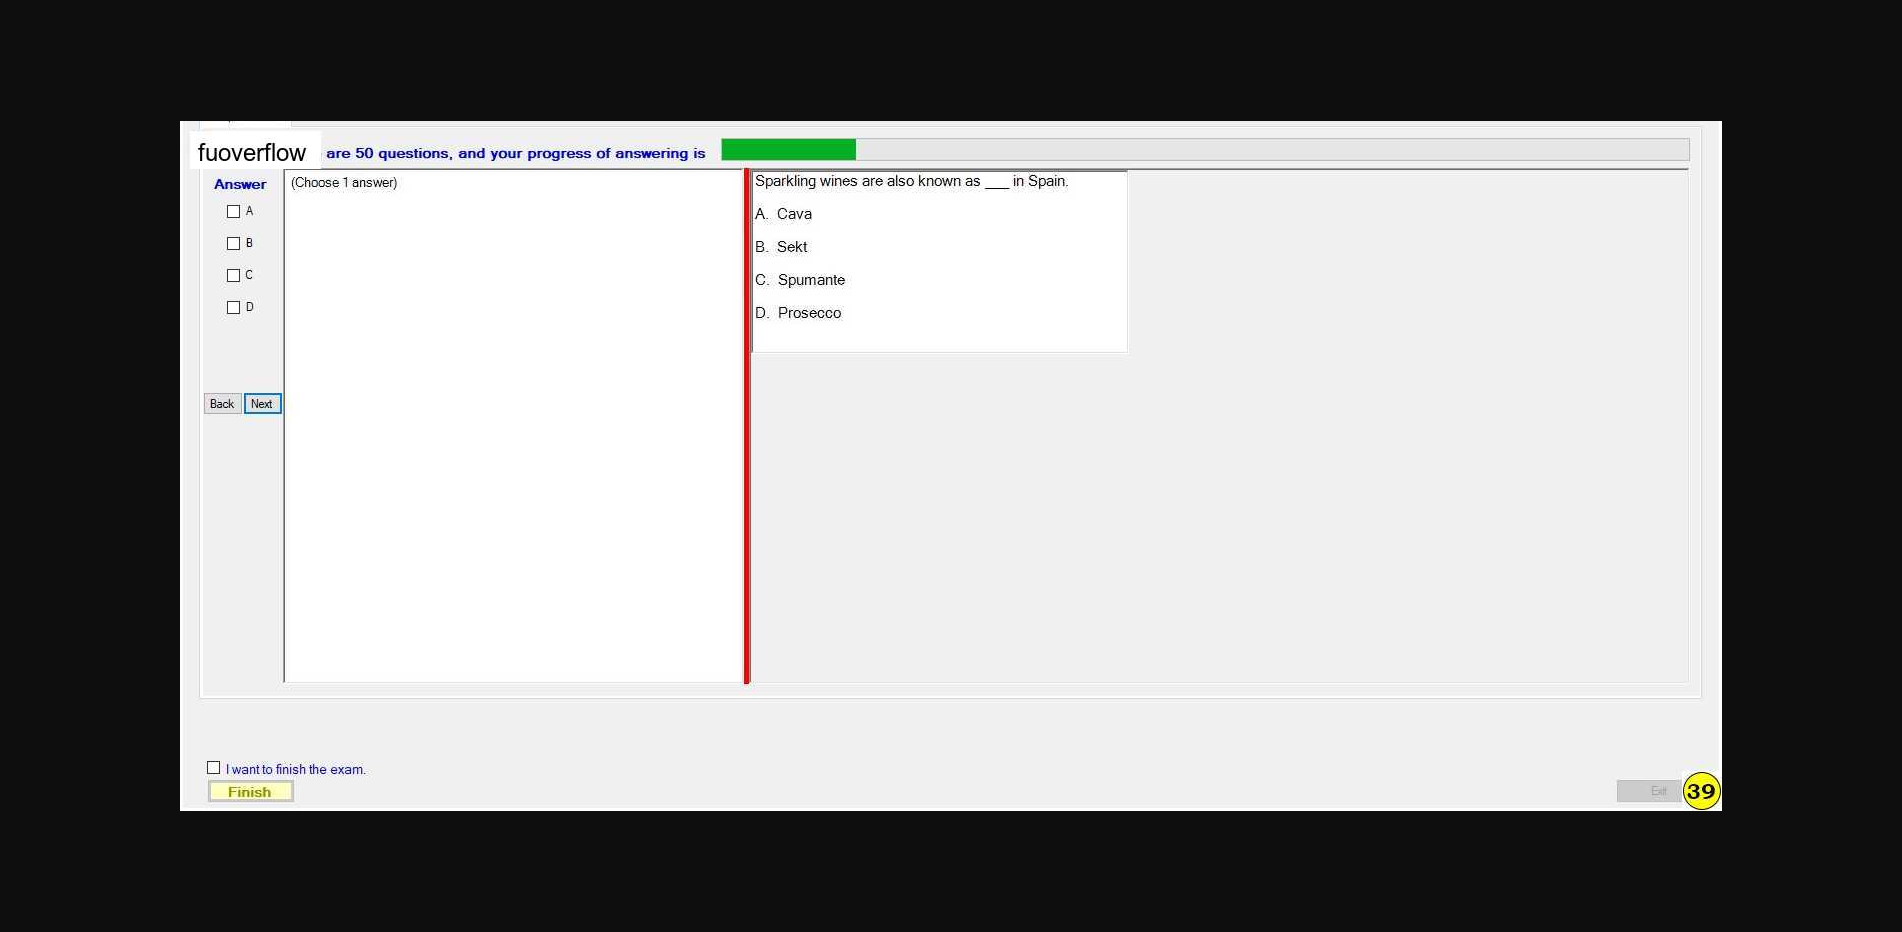 fuoverflow are 50 questions, and your progress of answering is
Answer
(Choose 1 answer)
A
B
C
D
Back Next
Sparkling wines are also known as ___ in Spain.
A. Cava
B. Sekt
C. Spumante
D. Prosecco
I want to finish the exam.
Finish
Exit
39